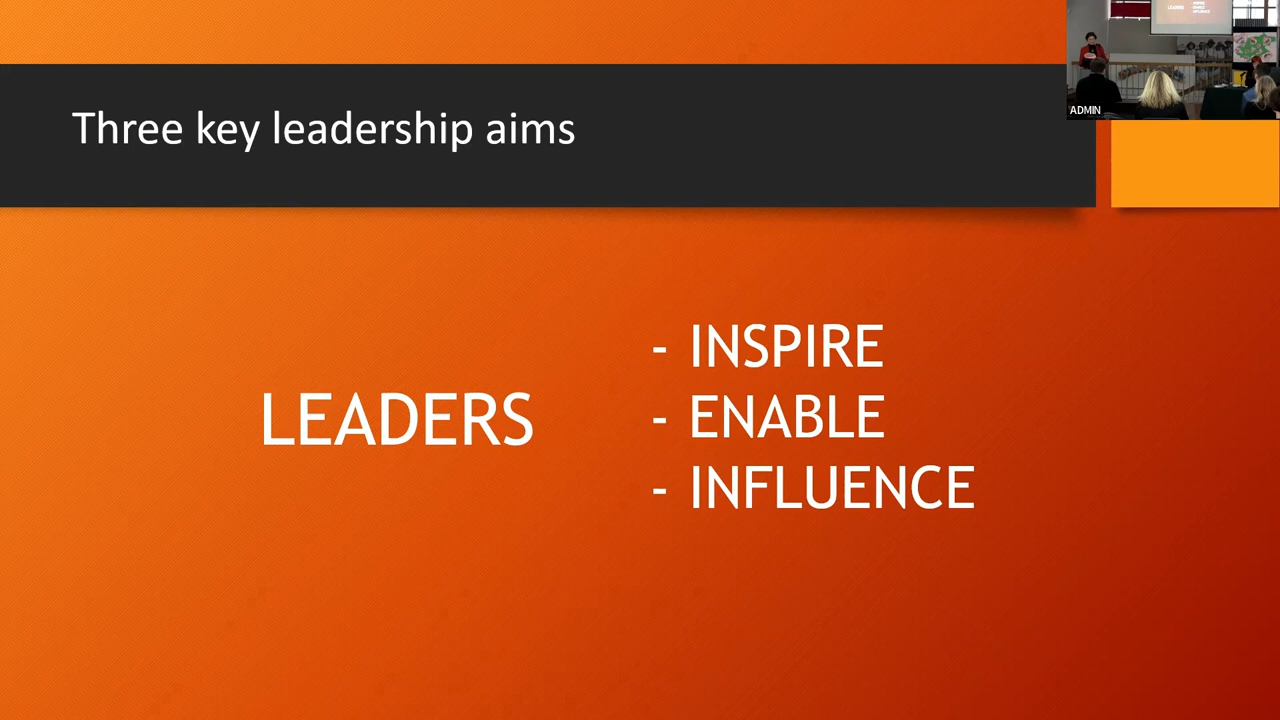 Three key leadership aims
ADMIN
LEADERS
- INSPIRE
- ENABLE
- INFLUENCE